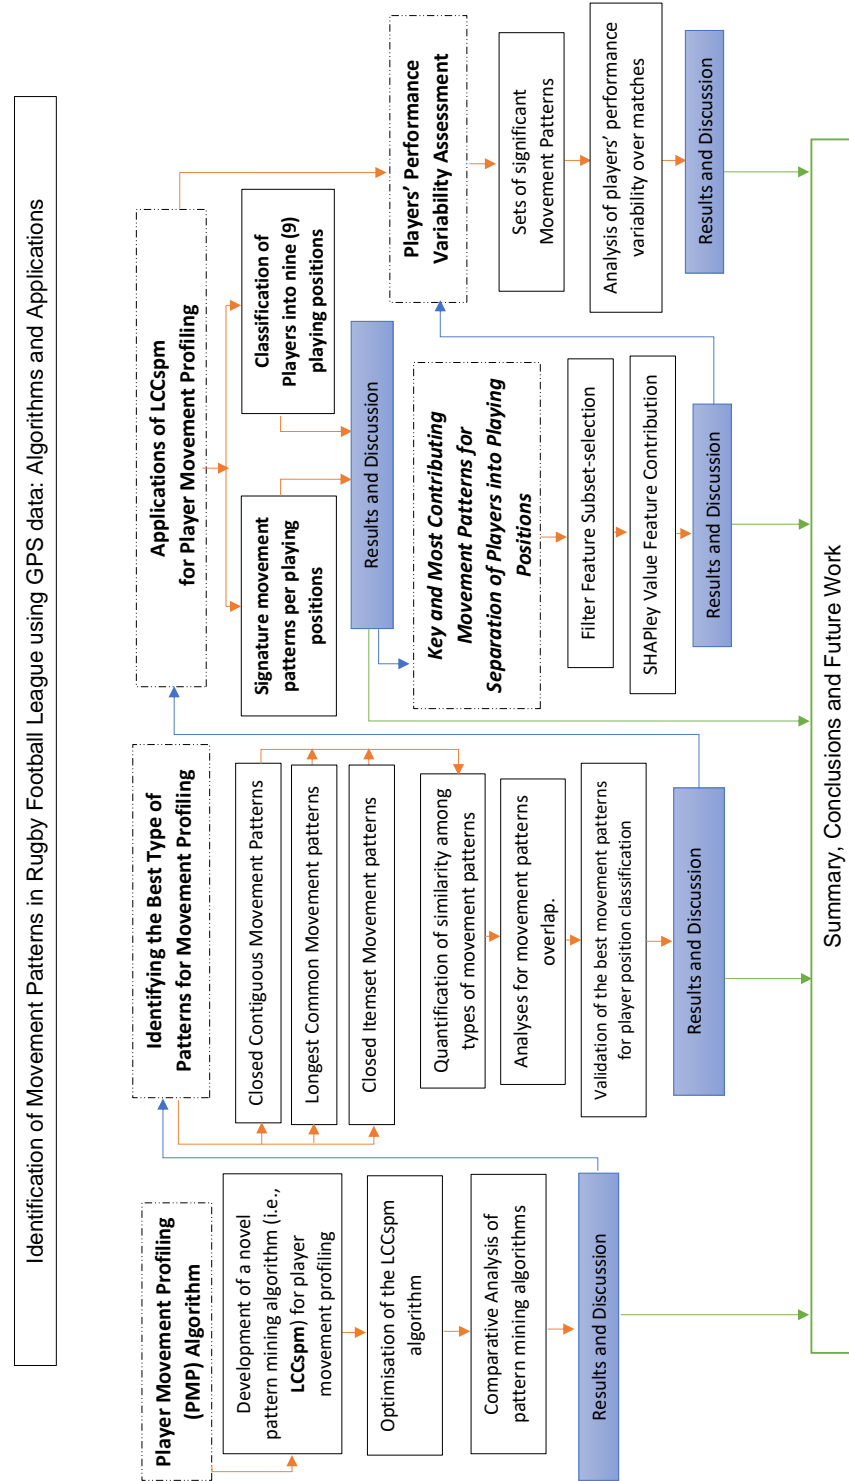 Identification of Movement Patterns in Rugby Football League using GPS data: Algorithms and Applications
Player Movement Profiling
(PMP) Algorithm
Development of a novel
pattern mining algorithm (i.e.,
LCCspm) for player
movement profiling
Optimisation of the LCCspm
algorithm
Comparative Analysis of
pattern mining algorithms
Results and Discussion
Identifying the Best Type of
Patterns for Movement Profiling
Closed Contiguous Movement Patterns
Longest Common Movement patterns
Closed Itemset Movement patterns
Quantification of similarity among
types of movement patterns
Analyses for movement patterns
overlap.
Validation of the best movement patterns
for player position classification
Results and Discussion
Applications of LCCspm
for Player Movement Profiling
Signature movement
patterns per playing
positions
Classification of
Players into nine (9)
playing positions
Results and Discussion
Key and Most Contributing
Movement Patterns for
Separation of Players into Playing
Positions
Filter Feature Subset-selection
SHAPley Value Feature Contribution
Results and Discussion
Players’ Performance
Variability Assessment
Sets of significant
Movement Patterns
Analysis of players’ performance
variability over matches
Results and Discussion
Summary, Conclusions and Future Work